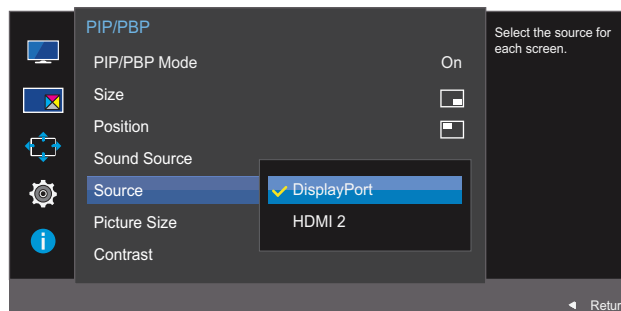 PIP/PBP
PIP/PBP Mode On
Size
Position
Sound Source
Source
Picture Size
Contrast
DisplayPort
HDMI 2
Select the source for
each screen.
Retur